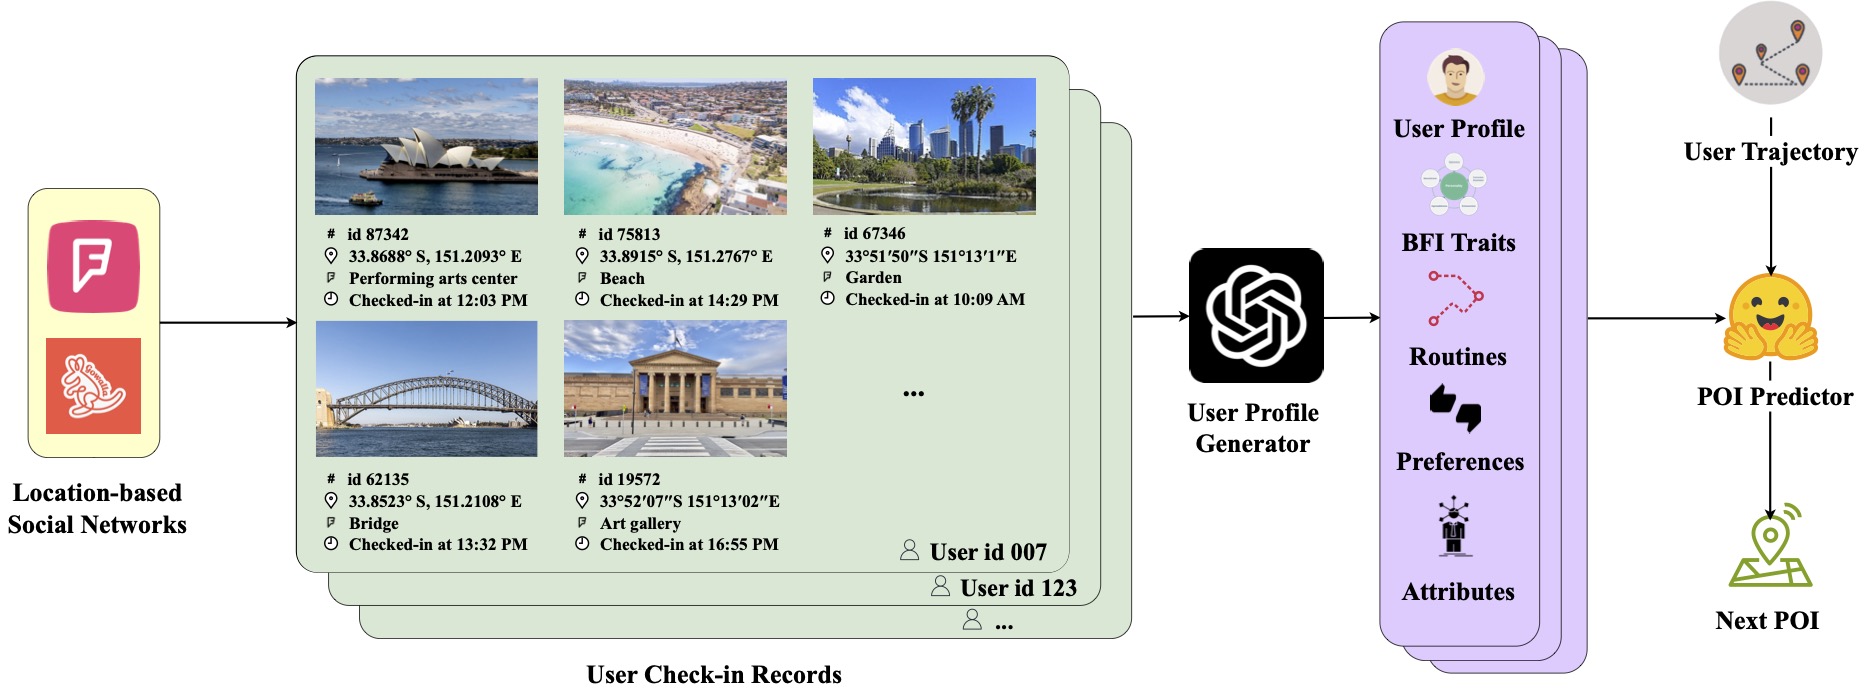 Location-based
Social Networks
Gowalla
# id 87342
33.8688° S, 151.2093° E
Performing arts center
Checked-in at 12:03 PM
# id 75813
33.8915° S, 151.2767° E
Beach
Checked-in at 14:29 PM
# id 67346
33°51′50″S 151°13′1″E
Garden
Checked-in at 10:09 AM
# id 62135
33.8523° S, 151.2108° E
Bridge
Checked-in at 13:32 PM
# id 19572
33°52′07″S 151°13′02″E
Art gallery
Checked-in at 16:55 PM
...
User id 007
User id 123
...
User Check-in Records
User Profile
Generator
User Profile
BFI Traits
Routines
Preferences
Attributes
User Trajectory
POI Predictor
Next POI